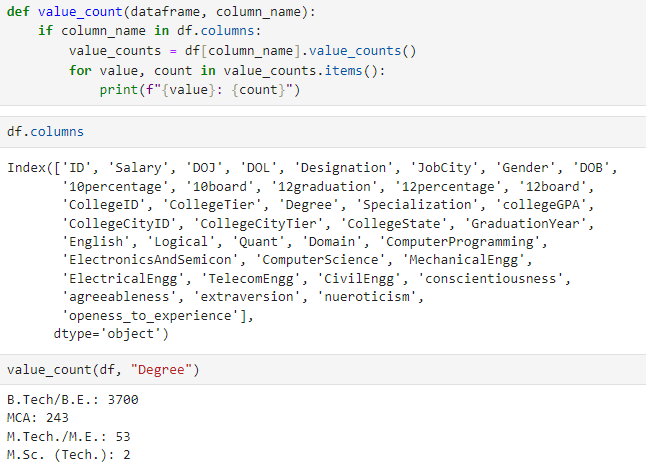 def value_count(dataframe, column_name):
    if column_name in df.columns:
        value_counts = df[column_name].value_counts()
        for value, count in value_counts.items():
            print(f"{value}: {count}")
df.columns
Index(['ID', 'Salary', 'DOJ', 'DOL', 'Designation', 'JobCity', 'Gender', 'DOB',
       '10percentage', '10board', '12graduation', '12percentage', '12board',
       'CollegeID', 'CollegeTier', 'Degree', 'Specialization', 'collegeGPA',
       'CollegeCityID', 'CollegeCityTier', 'CollegeState', 'GraduationYear',
       'English', 'Logical', 'Quant', 'Domain', 'ComputerProgramming',
       'ElectronicsAndSemicon', 'ComputerScience', 'MechanicalEngg',
       'ElectricalEngg', 'TelecomEngg', 'CivilEngg', 'conscientiousness',
       'agreeableness', 'extraversion', 'nueroticism',
       'openess_to_experience'],
      dtype='object')
value_count(df, "Degree")
B.Tech/B.E.: 3700
MCA: 243
M.Tech./M.E.: 53
M.Sc. (Tech.): 2